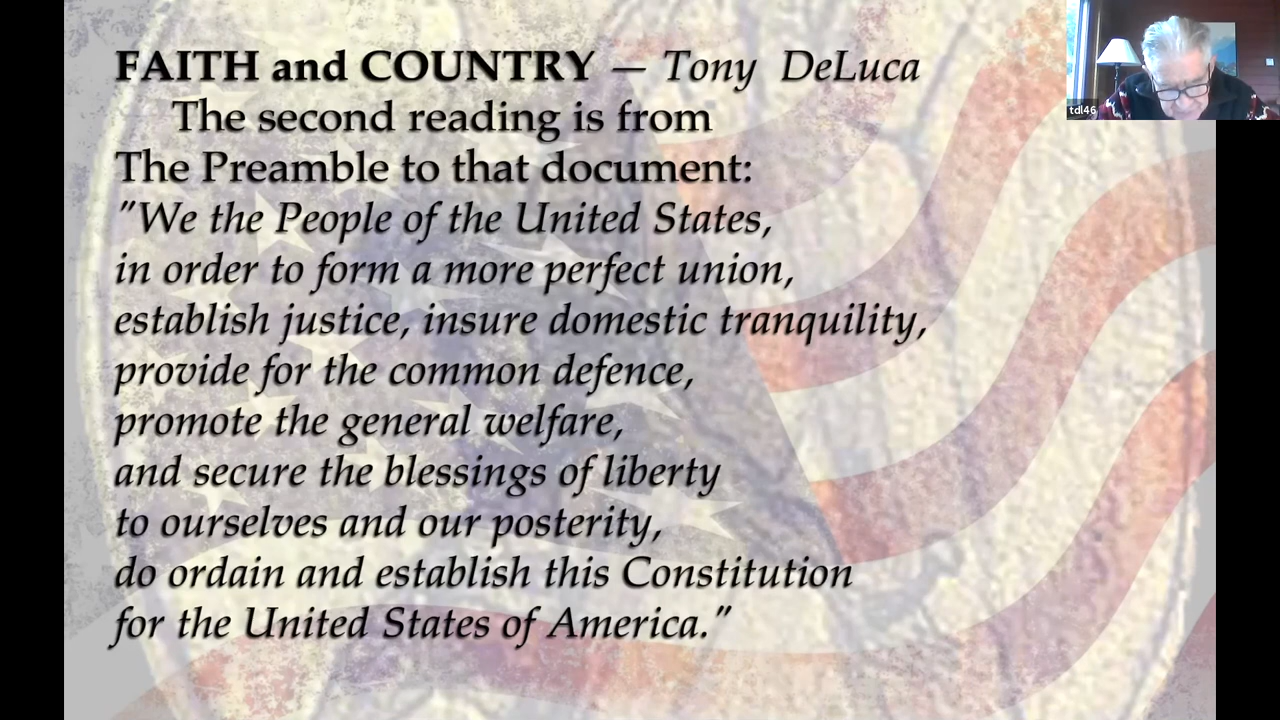 FAITH and COUNTRY — Tony DeLuca
The second reading is from
The Preamble to that document:
"We the People of the United States,
in order to form a more perfect union,
establish justice, insure domestic tranquility,
provide for the common defence,
promote the general welfare,
and secure the blessings of liberty
to ourselves and our posterity,
do ordain and establish this Constitution
for the United States of America."
tdl46